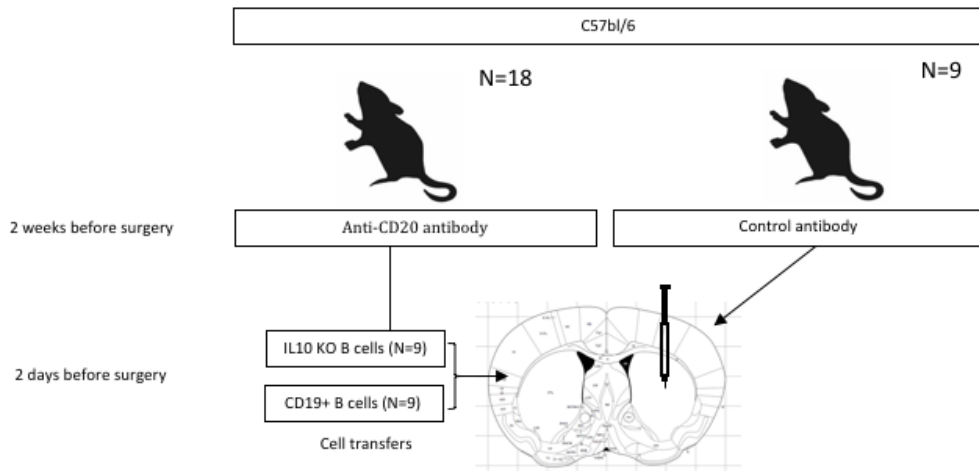 C57bl/6
N=18
N=9
2 weeks before surgery
Anti-CD20 antibody
Control antibody
IL10 KO B cells (N=9)
2 days before surgery
CD19+ B cells (N=9)
Cell transfers